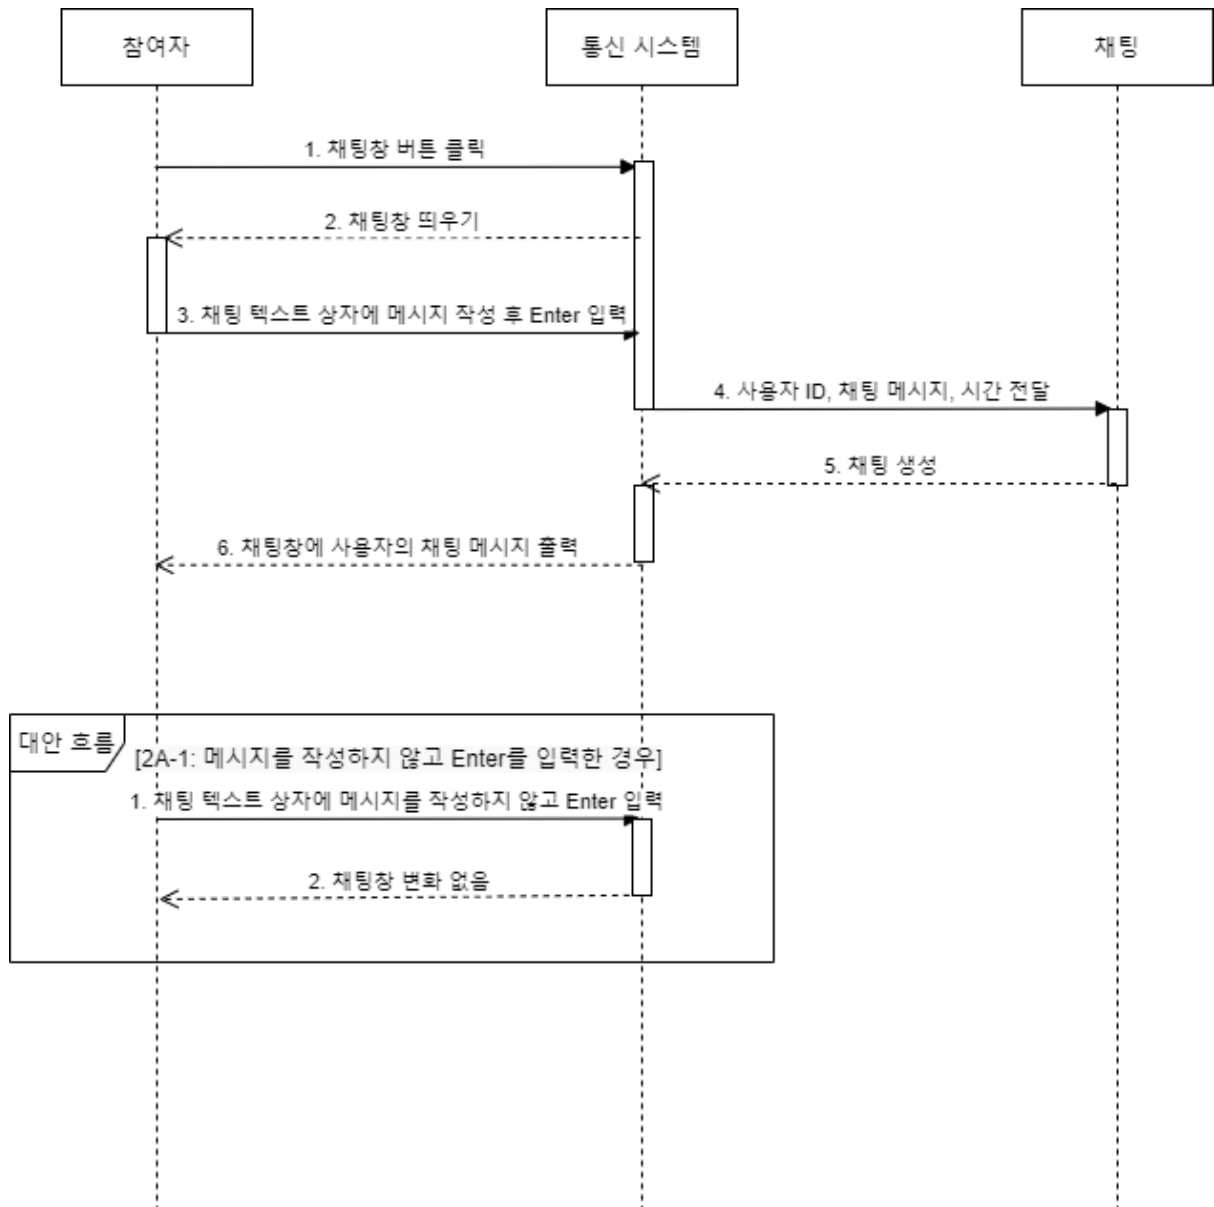 참여자
통신 시스템
채팅
1. 채팅창 버튼 클릭
2. 채팅창 띄우기
3. 채팅 텍스트 상자에 메시지 작성 후 Enter 입력
4. 사용자 ID, 채팅 메시지, 시간 전달
5. 채팅 생성
6. 채팅창에 사용자의 채팅 메시지 출력
대안 흐름
[2A-1: 메시지를 작성하지 않고 Enter를 입력한 경우]
1. 채팅 텍스트 상자에 메시지를 작성하지 않고 Enter 입력
2. 채팅창 변화 없음